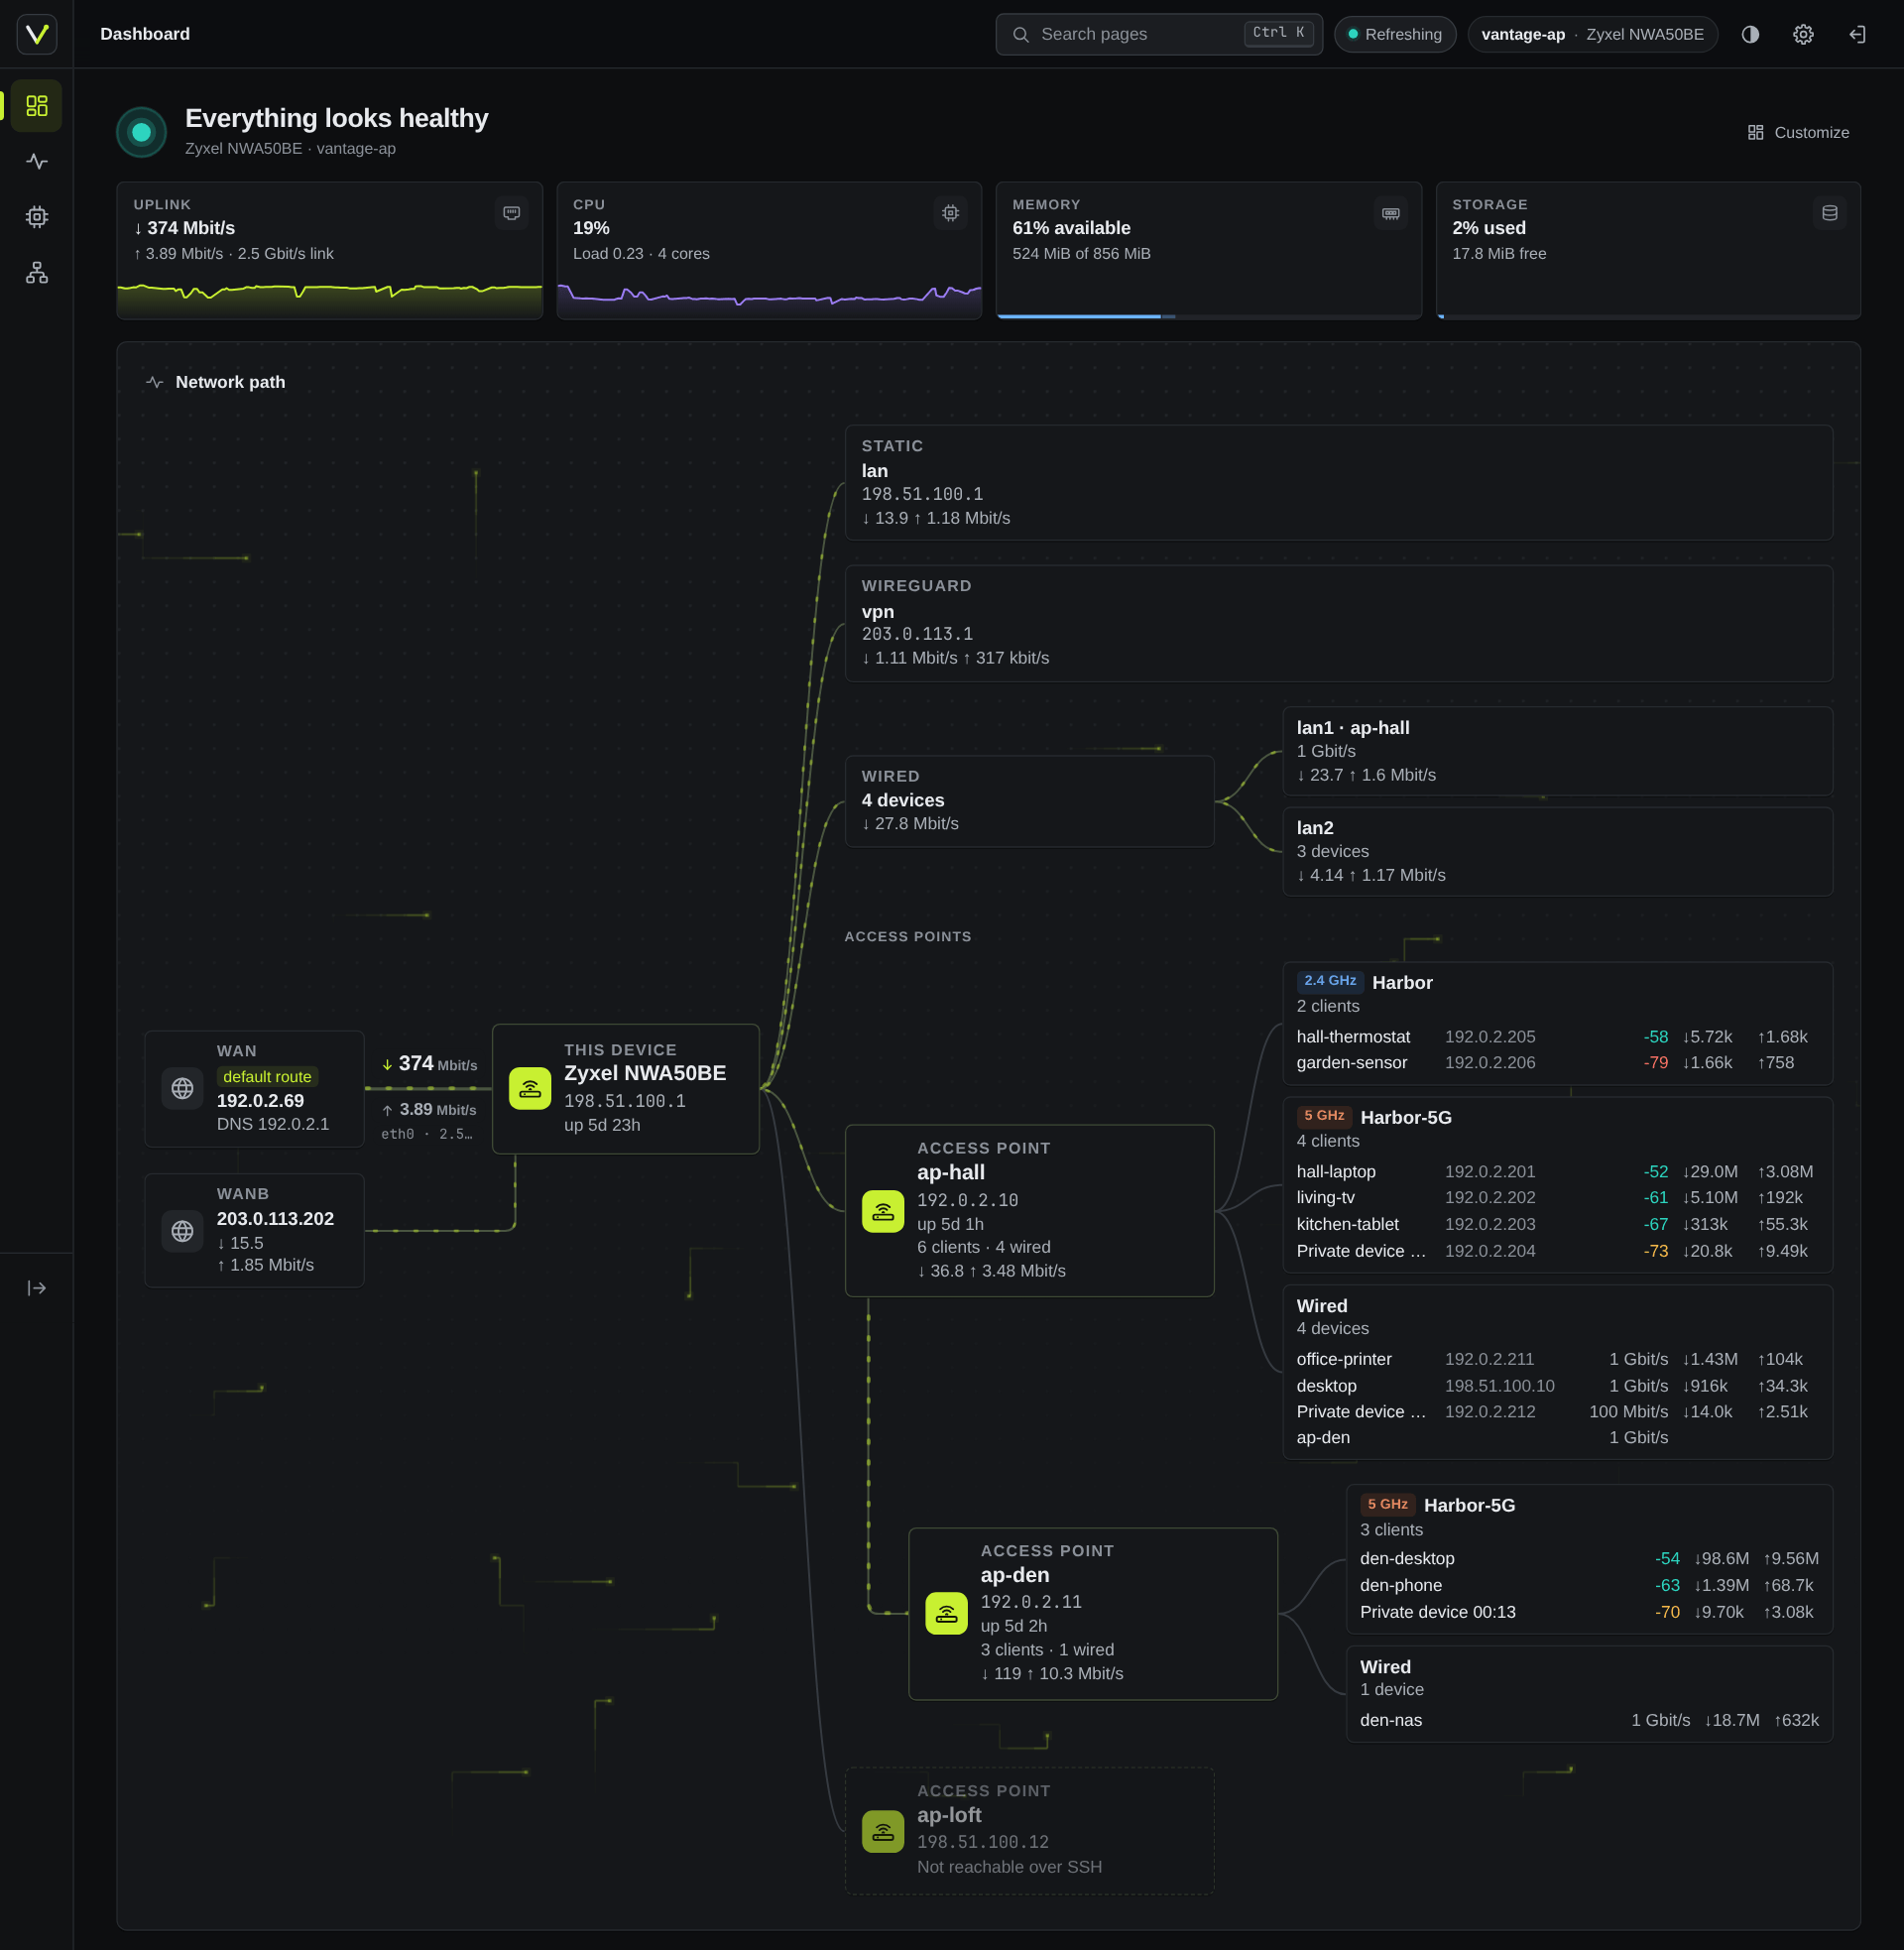 Dashboard
Search pages
Ctrl K
Refreshing
vantage-ap · Zyxel NWA50BE
Everything looks healthy
Zyxel NWA50BE · vantage-ap
Customize
UPLINK
↓ 374 Mbit/s
↑ 3.89 Mbit/s · 2.5 Gbit/s link
CPU
19%
Load 0.23 · 4 cores
MEMORY
61% available
524 MiB of 856 MiB
STORAGE
2% used
17.8 MiB free
Network path
STATIC
lan
198.51.100.1
↓ 13.9 ↑ 1.18 Mbit/s
WIREGUARD
vpn
203.0.113.1
↓ 1.11 Mbit/s ↑ 317 kbit/s
WIRED
4 devices
↓ 27.8 Mbit/s
lan1 · ap-hall
1 Gbit/s
↓ 23.7 ↑ 1.6 Mbit/s
lan2
3 devices
↓ 4.14 ↑ 1.17 Mbit/s
ACCESS POINTS
WAN
default route
192.0.2.69
DNS 192.0.2.1
↓ 374 Mbit/s
↑ 3.89 Mbit/s
eth0 · 2.5…
WANB
203.0.113.202
↓ 15.5
↑ 1.85 Mbit/s
THIS DEVICE
Zyxel NWA50BE
198.51.100.1
up 5d 23h
ACCESS POINT
ap-hall
192.0.2.10
up 5d 1h
6 clients · 4 wired
↓ 36.8 ↑ 3.48 Mbit/s
2.4 GHz Harbor
2 clients
hall-thermostat 192.0.2.205 -58 ↓5.72k ↑1.68k
garden-sensor 192.0.2.206 -79 ↓1.66k ↑758
5 GHz Harbor-5G
4 clients
hall-laptop 192.0.2.201 -52 ↓29.0M ↑3.08M
living-tv 192.0.2.202 -61 ↓5.10M ↑192k
kitchen-tablet 192.0.2.203 -67 ↓313k ↑55.3k
Private device … 192.0.2.204 -73 ↓20.8k ↑9.49k
Wired
4 devices
office-printer 192.0.2.211 1 Gbit/s ↓1.43M ↑104k
desktop 198.51.100.10 1 Gbit/s ↓916k ↑34.3k
Private device … 192.0.2.212 100 Mbit/s ↓14.0k ↑2.51k
ap-den 1 Gbit/s
ACCESS POINT
ap-den
192.0.2.11
up 5d 2h
3 clients · 1 wired
↓ 119 ↑ 10.3 Mbit/s
5 GHz Harbor-5G
3 clients
den-desktop -54 ↓98.6M ↑9.56M
den-phone -63 ↓1.39M ↑68.7k
Private device 00:13 -70 ↓9.70k ↑3.08k
Wired
1 device
den-nas 1 Gbit/s ↓18.7M ↑632k
ACCESS POINT
ap-loft
198.51.100.12
Not reachable over SSH